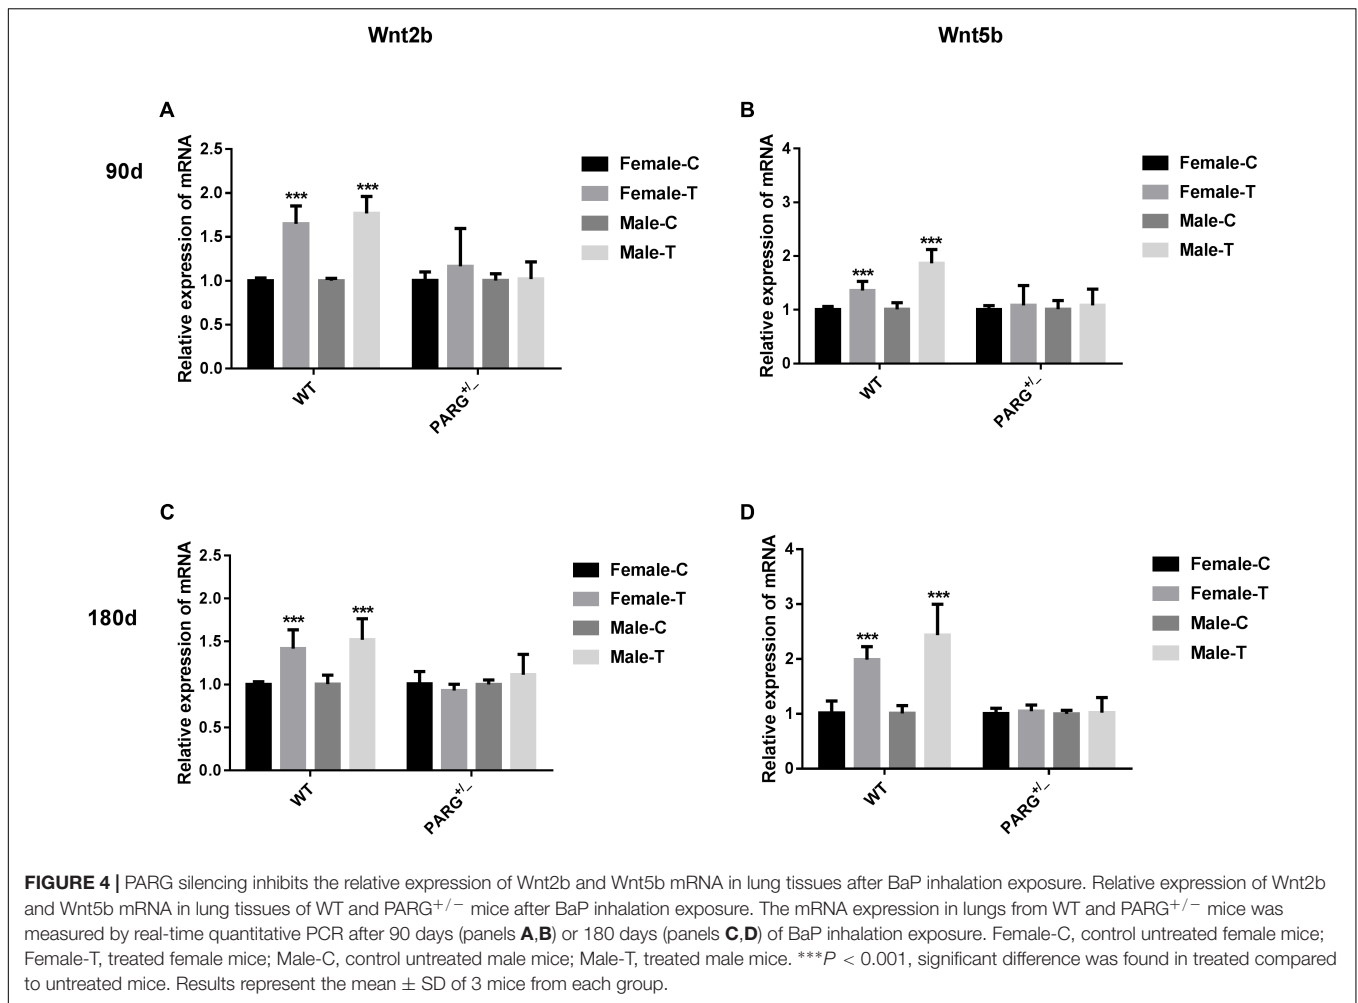 Wnt2b
Wnt5b
90d
A
Relative expression of mRNA
2.5
2.0
1.5
1.0
0.5
0.0
***
***
WT
PARG+/-
Female-C
Female-T
Male-C
Male-T
B
Relative expression of mRNA
4
3
2
1
0
***
***
WT
PARG+/-
Female-C
Female-T
Male-C
Male-T
180d
C
Relative expression of mRNA
2.5
2.0
1.5
1.0
0.5
0.0
***
***
WT
PARG+/-
Female-C
Female-T
Male-C
Male-T
D
Relative expression of mRNA
4
3
2
1
0
***
***
WT
PARG+/-
Female-C
Female-T
Male-C
Male-T
FIGURE 4 | PARG silencing inhibits the relative expression of Wnt2b and Wnt5b mRNA in lung tissues after BaP inhalation exposure. Relative expression of Wnt2b
and Wnt5b mRNA in lung tissues of WT and PARG+/− mice after BaP inhalation exposure. The mRNA expression in lungs from WT and PARG+/− mice was
measured by real-time quantitative PCR after 90 days (panels A,B) or 180 days (panels C,D) of BaP inhalation exposure. Female-C, control untreated female mice;
Female-T, treated female mice; Male-C, control untreated male mice; Male-T, treated male mice. ***P < 0.001, significant difference was found in treated compared
to untreated mice. Results represent the mean ± SD of 3 mice from each group.